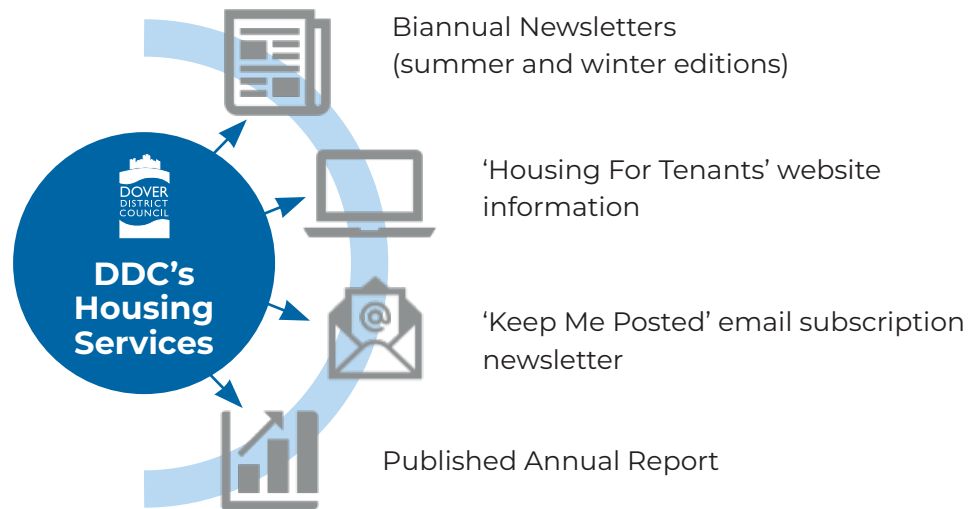 Biannual Newsletters
(summer and winter editions)
DOVER
DISTRICT
COUNCIL
DDC’s
Housing
Services
‘Housing For Tenants’ website
information
@
‘Keep Me Posted’ email subscription
newsletter
Published Annual Report